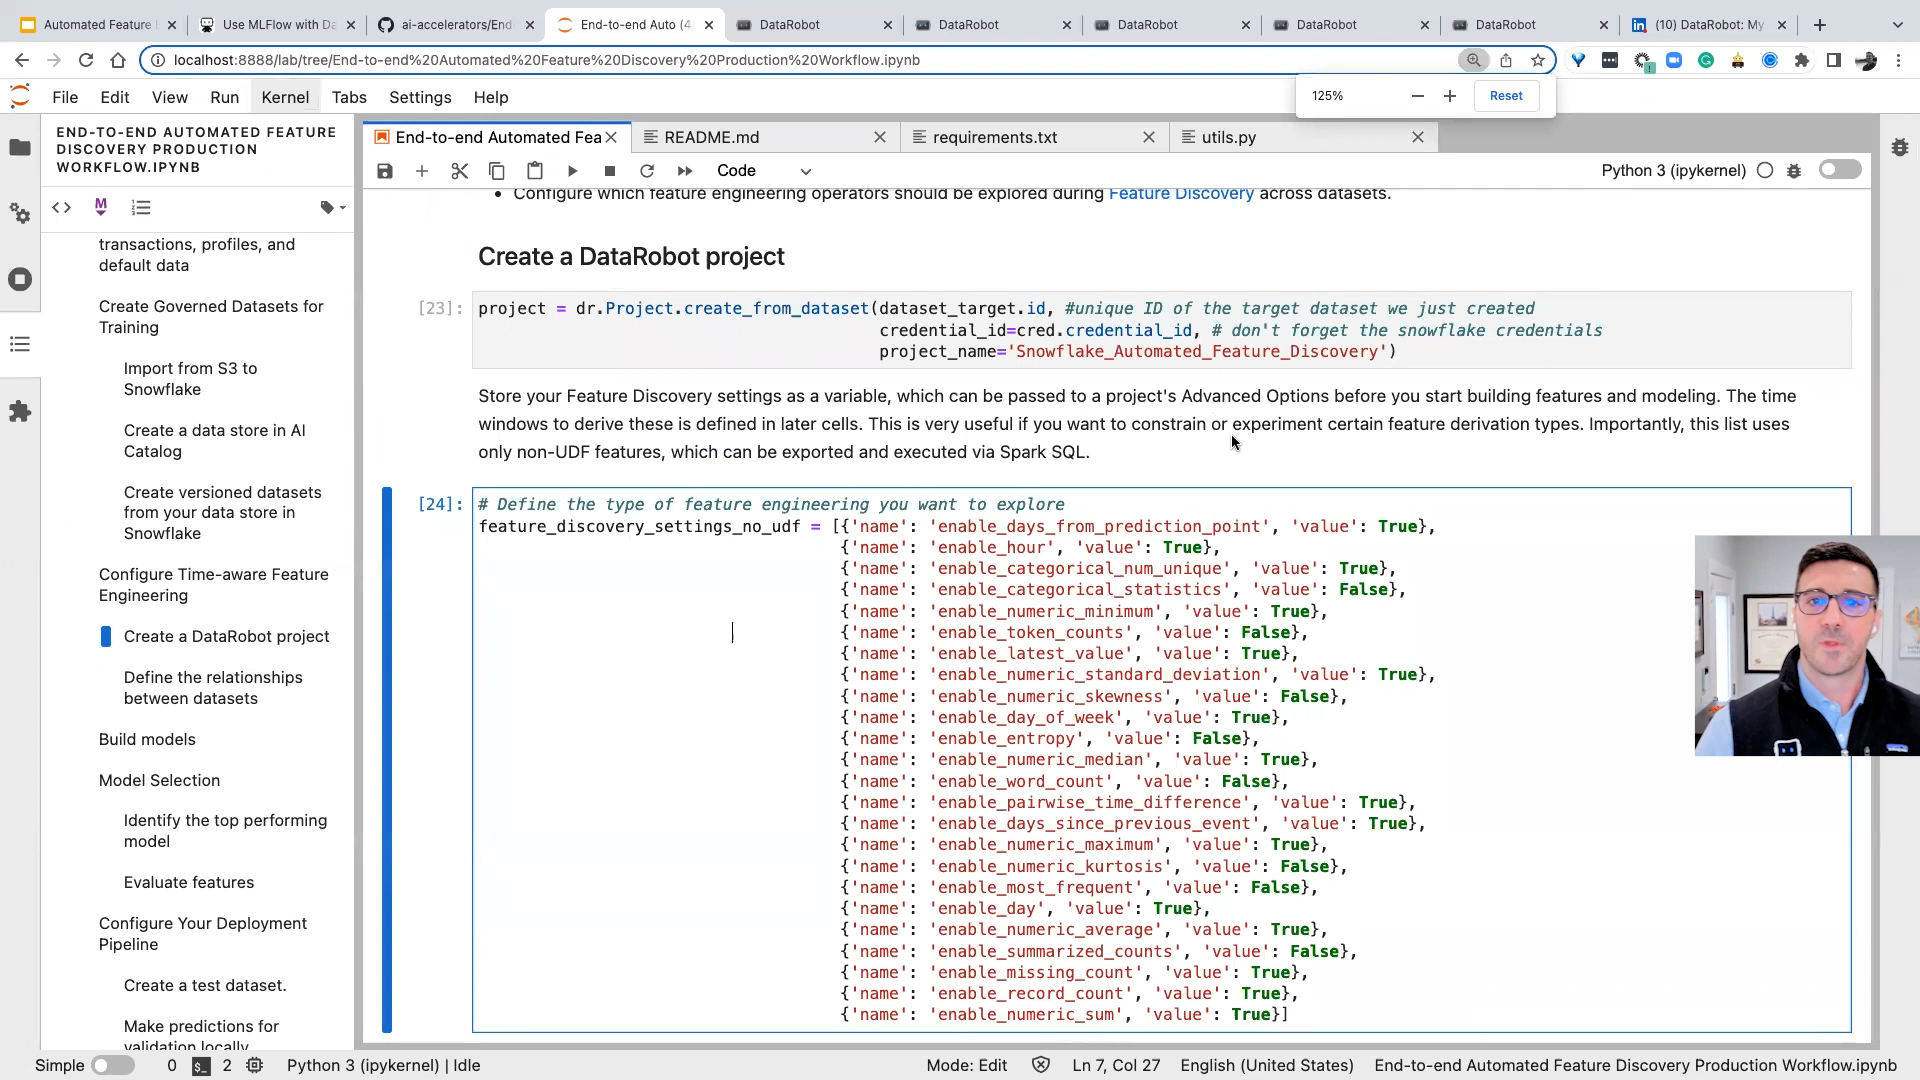 Automated Feature
Use MLFlow with Da
ai-accelerators/End
End-to-end Auto (4
DataRobot
DataRobot
DataRobot
DataRobot
DataRobot
(10) DataRobot: My
localhost:8888/lab/tree/End-to-end%20Automated%20Feature%20Discovery%20Production%20Workflow.ipynb
File Edit View Run Kernel Tabs Settings Help
125% Reset
END-TO-END AUTOMATED FEATURE
DISCOVERY PRODUCTION
WORKFLOW.IPYNB
transactions, profiles, and
default data
Create Governed Datasets for
Training
Import from S3 to
Snowflake
Create a data store in AI
Catalog
Create versioned datasets
from your data store in
Snowflake
Configure Time-aware Feature
Engineering
Create a DataRobot project
Define the relationships
between datasets
Build models
Model Selection
Identify the top performing
model
Evaluate features
Configure Your Deployment
Pipeline
Create a test dataset.
Make predictions for
validation locally
End-to-end Automated Fea
README.md
requirements.txt
utils.py
Code
Python 3 (ipykernel)
• Configure which feature engineering operators should be explored during Feature Discovery across datasets.
Create a DataRobot project
[23]: project = dr.Project.create_from_dataset(dataset_target.id, #unique ID of the target dataset we just created
credential_id=cred.credential_id, # don't forget the snowflake credentials
project_name='Snowflake_Automated_Feature_Discovery')
Store your Feature Discovery settings as a variable, which can be passed to a project's Advanced Options before you start building features and modeling. The time
windows to derive these is defined in later cells. This is very useful if you want to constrain or experiment certain feature derivation types. Importantly, this list uses
only non-UDF features, which can be exported and executed via Spark SQL.
[24]: # Define the type of feature engineering you want to explore
feature_discovery_settings_no_udf = [{'name': 'enable_days_from_prediction_point', 'value': True},
{'name': 'enable_hour', 'value': True},
{'name': 'enable_categorical_num_unique', 'value': True},
{'name': 'enable_categorical_statistics', 'value': False},
{'name': 'enable_numeric_minimum', 'value': True},
{'name': 'enable_token_counts', 'value': False},
{'name': 'enable_latest_value', 'value': True},
{'name': 'enable_numeric_standard_deviation', 'value': True},
{'name': 'enable_numeric_skewness', 'value': False},
{'name': 'enable_day_of_week', 'value': True},
{'name': 'enable_entropy', 'value': False},
{'name': 'enable_numeric_median', 'value': True},
{'name': 'enable_word_count', 'value': False},
{'name': 'enable_pairwise_time_difference', 'value': True},
{'name': 'enable_days_since_previous_event', 'value': True},
{'name': 'enable_numeric_maximum', 'value': True},
{'name': 'enable_numeric_kurtosis', 'value': False},
{'name': 'enable_most_frequent', 'value': False},
{'name': 'enable_day', 'value': True},
{'name': 'enable_numeric_average', 'value': True},
{'name': 'enable_summarized_counts', 'value': False},
{'name': 'enable_missing_count', 'value': True},
{'name': 'enable_record_count', 'value': True},
{'name': 'enable_numeric_sum', 'value': True}]
Simple 0 2 Python 3 (ipykernel) | Idle Mode: Edit Ln 7, Col 27 English (United States) End-to-end Automated Feature Discovery Production Workflow.ipynb